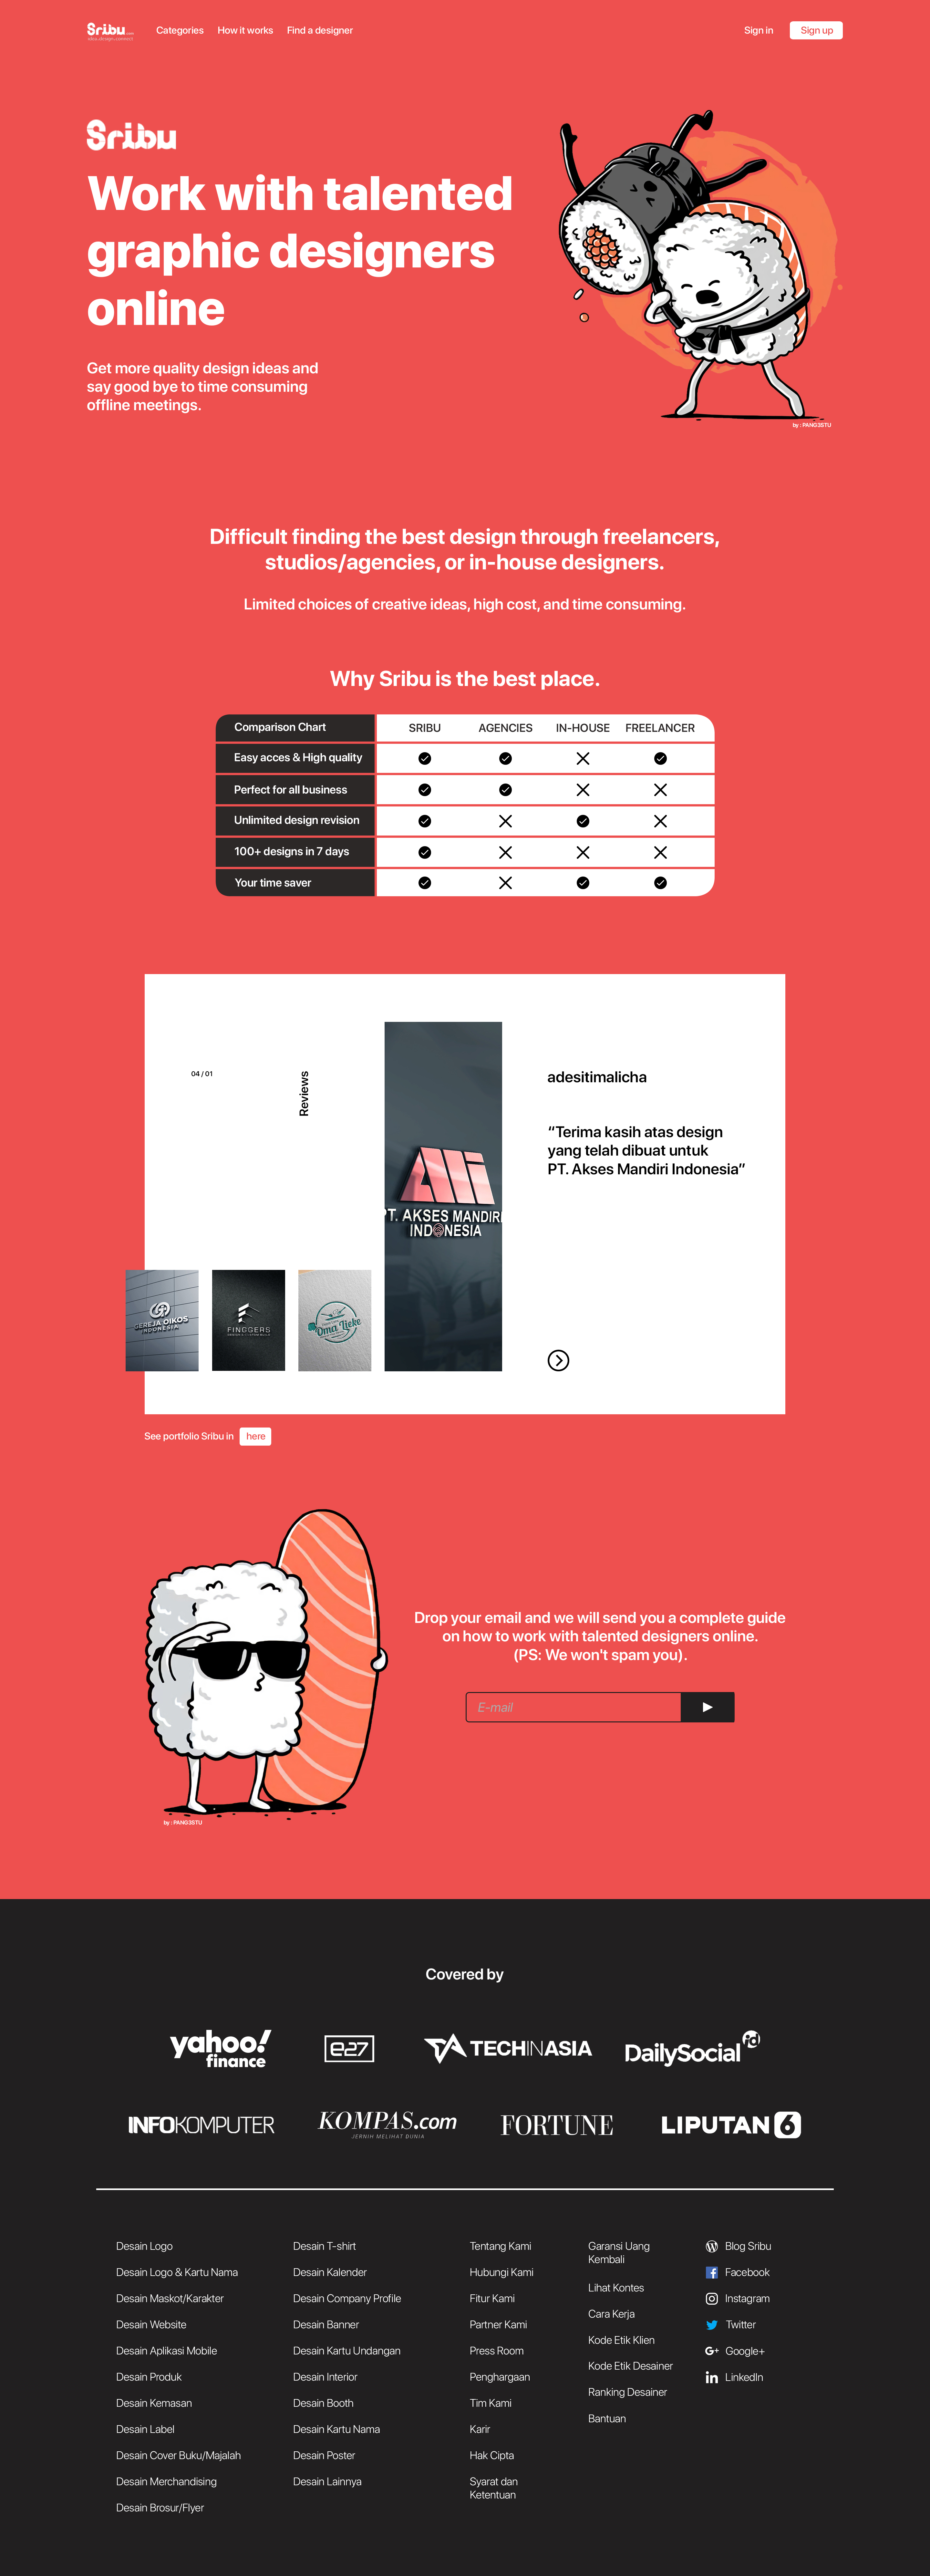 Sribu.com
Categories
How it works
Find a designer
Sign in
Sign up
Sribu
Work with talented
graphic designers
online
Get more quality design ideas and
say good bye to time consuming
offline meetings.
by : PANG3STU
Difficult finding the best design through freelancers,
studios/agencies, or in-house designers.
Limited choices of creative ideas, high cost, and time consuming.
Why Sribu is the best place.
Comparison Chart SRIBU AGENCIES IN-HOUSE FREELANCER
Easy acces & High quality
Perfect for all business
Unlimited design revision
100+ designs in 7 days
Your time saver
04 / 01
Reviews
PT. AKSES MANDIRI
INDONESIA
adesitimalicha
“Terima kasih atas design
yang telah dibuat untuk
PT. Akses Mandiri Indonesia”
GEREJA OIKOS
INDONESIA
FINGGERS
Oma Lieke
See portfolio Sribu in here
Drop your email and we will send you a complete guide
on how to work with talented designers online.
(PS: We won't spam you).
E-mail
by : PANG3STU
Covered by
yahoo!
finance
e27
TECHINASIA
DailySocial id
INFOKOMPUTER
KOMPAS.com
JERNIH MELIHAT DUNIA
FORTUNE
LIPUTAN 6
Desain Logo
Desain Logo & Kartu Nama
Desain Maskot/Karakter
Desain Website
Desain Aplikasi Mobile
Desain Produk
Desain Kemasan
Desain Label
Desain Cover Buku/Majalah
Desain Merchandising
Desain Brosur/Flyer
Desain T-shirt
Desain Kalender
Desain Company Profile
Desain Banner
Desain Kartu Undangan
Desain Interior
Desain Booth
Desain Kartu Nama
Desain Poster
Desain Lainnya
Tentang Kami
Hubungi Kami
Fitur Kami
Partner Kami
Press Room
Penghargaan
Tim Kami
Karir
Hak Cipta
Syarat dan
Ketentuan
Garansi Uang
Kembali
Lihat Kontes
Cara Kerja
Kode Etik Klien
Kode Etik Desainer
Ranking Desainer
Bantuan
Blog Sribu
Facebook
Instagram
Twitter
Google+
LinkedIn